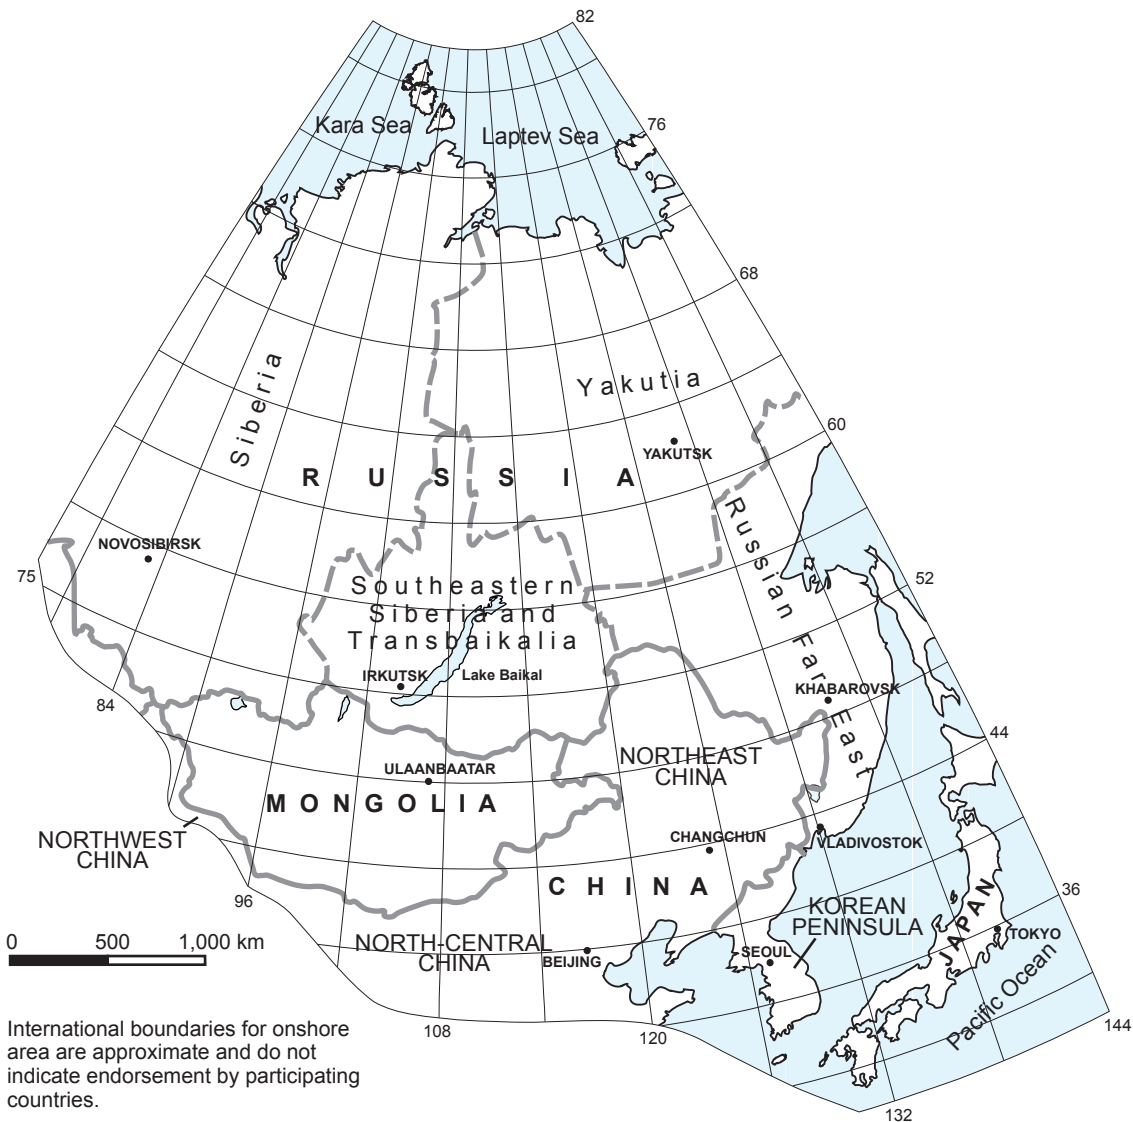 82
Kara Sea
Laptev Sea
76
68
Siberia
Yakutia
60
YAKUTSK
RUSSIA
Russian Far East
NOVOSIBIRSK
75
52
Southeastern
Siberia and
Transbaikalia
IRKUTSK
Lake Baikal
KHABAROVSK
84
44
NORTHEAST
CHINA
ULAANBAATAR
MONGOLIA
NORTHWEST
CHINA
CHANGCHUN
VLADIVOSTOK
CHINA
36
96
KOREAN
PENINSULA
JAPAN
TOKYO
0 500 1,000 km
NORTH-CENTRAL
CHINA
BEIJING
SEOUL
Pacific Ocean
108
120
144
132
International boundaries for onshore
area are approximate and do not
indicate endorsement by participating
countries.